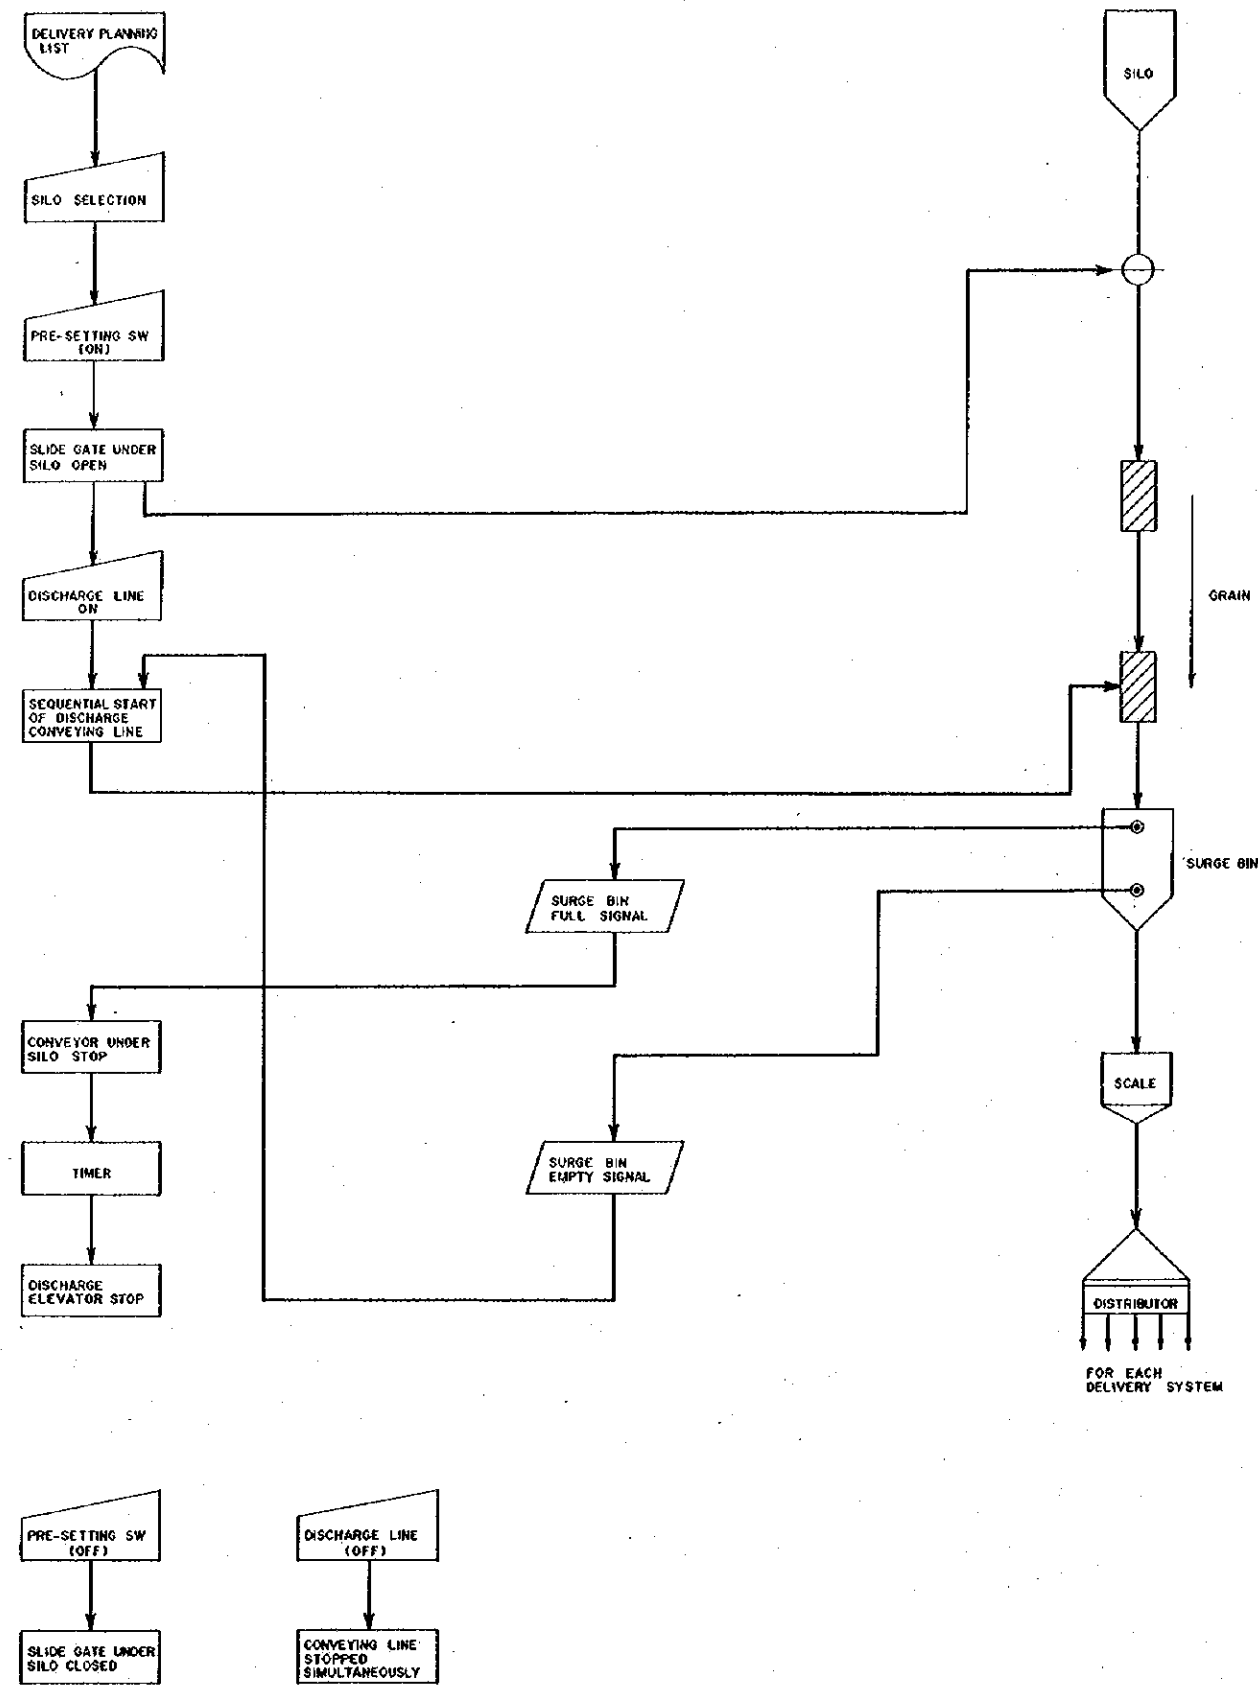 DELIVERY PLANNING
LIST
SILO
SILO SELECTION
PRE-SETTING SW
(ON)
SLIDE GATE UNDER
SILO OPEN
DISCHARGE LINE
ON
GRAIN
SEQUENTIAL START
OF DISCHARGE
CONVEYING LINE
SURGE BIN
SURGE BIN
FULL SIGNAL
CONVEYOR UNDER
SILO STOP
SCALE
TIMER
SURGE BIN
EMPTY SIGNAL
DISCHARGE
ELEVATOR STOP
DISTRIBUTOR
FOR EACH
DELIVERY SYSTEM
PRE-SETTING SW
(OFF)
DISCHARGE LINE
(OFF)
SLIDE GATE UNDER
SILO CLOSED
CONVEYING LINE
STOPPED
SIMULTANEOUSLY